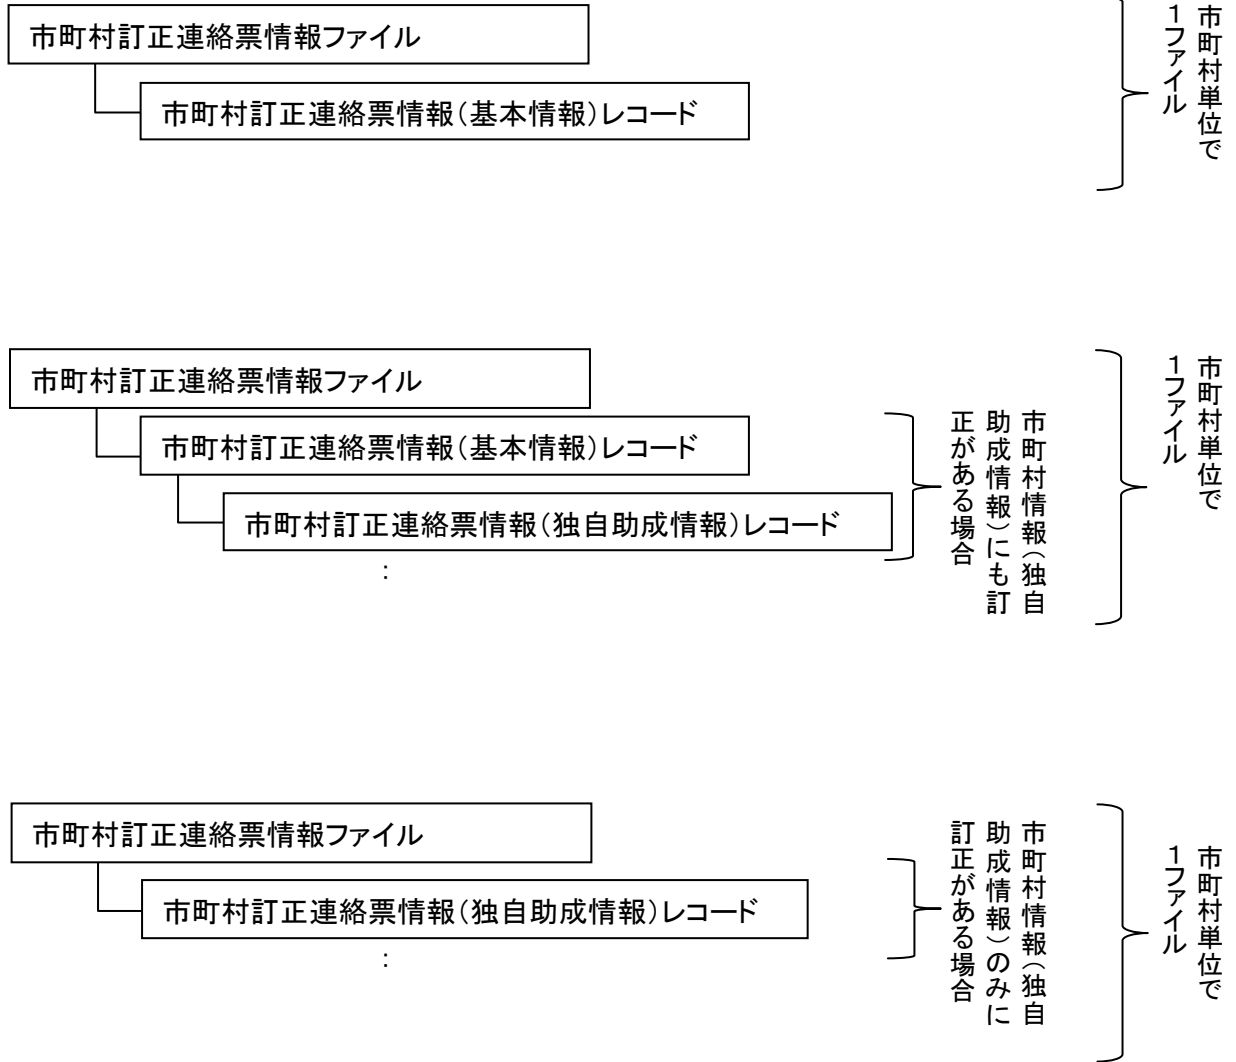 市町村訂正連絡票情報ファイル
市町村訂正連絡票情報（基本情報）レコード
市町村単位で
１ファイル
市町村訂正連絡票情報ファイル
市町村訂正連絡票情報（基本情報）レコード
市町村訂正連絡票情報（独自助成情報）レコード
：
市町村情報（独自
助成情報）にも訂
正がある場合
市町村単位で
１ファイル
市町村訂正連絡票情報ファイル
市町村訂正連絡票情報（独自助成情報）レコード
：
市町村情報（独自
助成情報）のみに
訂正がある場合
市町村単位で
１ファイル